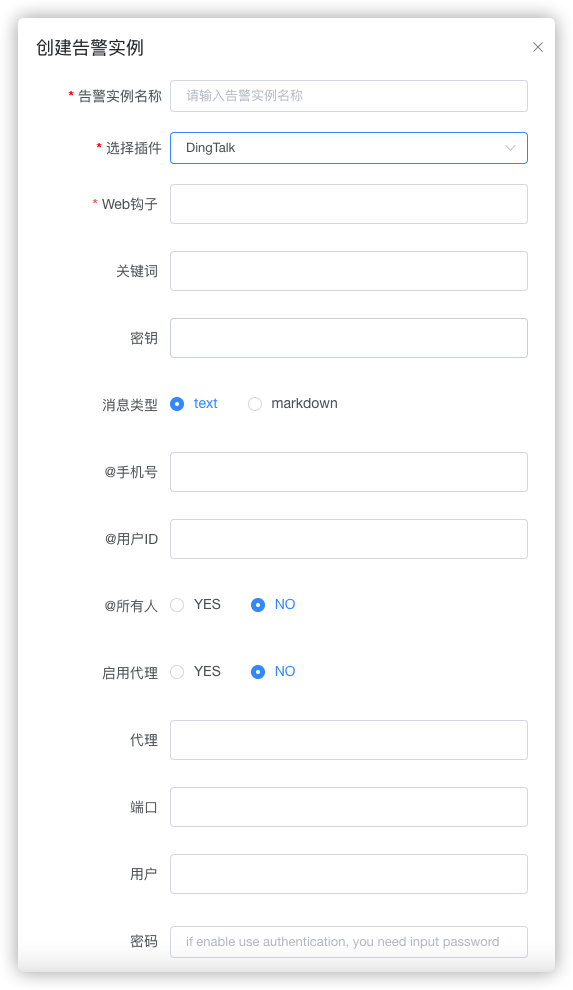 创建告警实例
* 告警实例名称 请输入告警实例名称
* 选择插件 DingTalk
* Web钩子
关键词
密钥
消息类型 text markdown
@手机号
@用户ID
@所有人 YES NO
启用代理 YES NO
代理
端口
用户
密码 if enable use authentication, you need input password